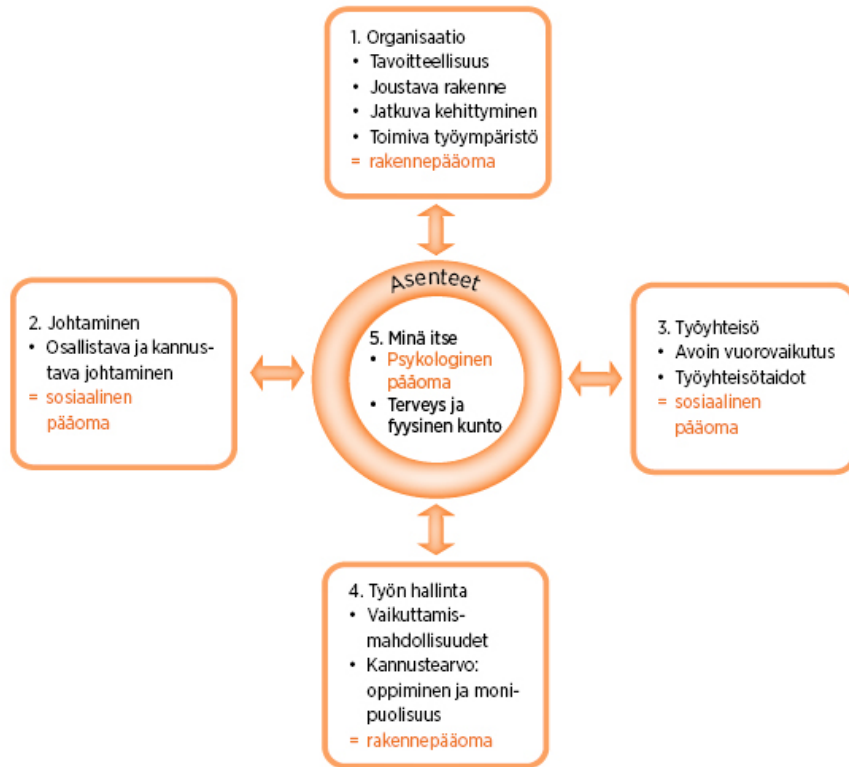 1. Organisaatio
• Tavoitteellisuus
• Joustava rakenne
• Jatkuva kehittyminen
• Toimiva työympäristö
= rakennepääoma
Asenteet
2. Johtaminen
• Osallistava ja kannus-
tava johtaminen
= sosiaalinen
pääoma
5. Minä itse
• Psykologinen
pääoma
• Terveys ja
fyysinen kunto
3. Työyhteisö
• Avoin vuorovaikutus
• Työyhteisötaidot
= sosiaalinen
pääoma
4. Työn hallinta
• Vaikuttamis-
mahdollisuudet
• Kannustearvo:
oppiminen ja moni-
puolisuus
= rakennepääoma